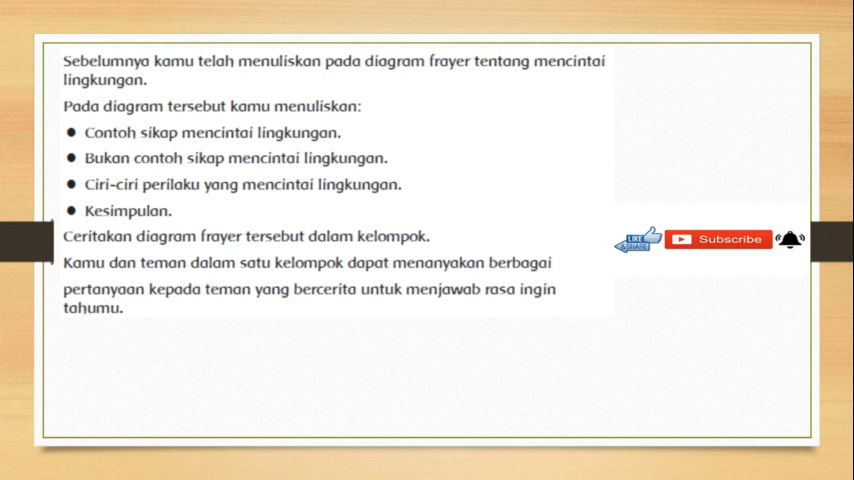 Sebelumnya kamu telah menuliskan pada diagram frayer tentang mencintai
lingkungan.
Pada diagram tersebut kamu menuliskan:
● Contoh sikap mencintai lingkungan.
● Bukan contoh sikap mencintai lingkungan.
● Ciri-ciri perilaku yang mencintai lingkungan.
● Kesimpulan.
Ceritakan diagram frayer tersebut dalam kelompok.
LIKE
& SHARE
Subscribe
Kamu dan teman dalam satu kelompok dapat menanyakan berbagai
pertanyaan kepada teman yang bercerita untuk menjawab rasa ingin
tahumu.